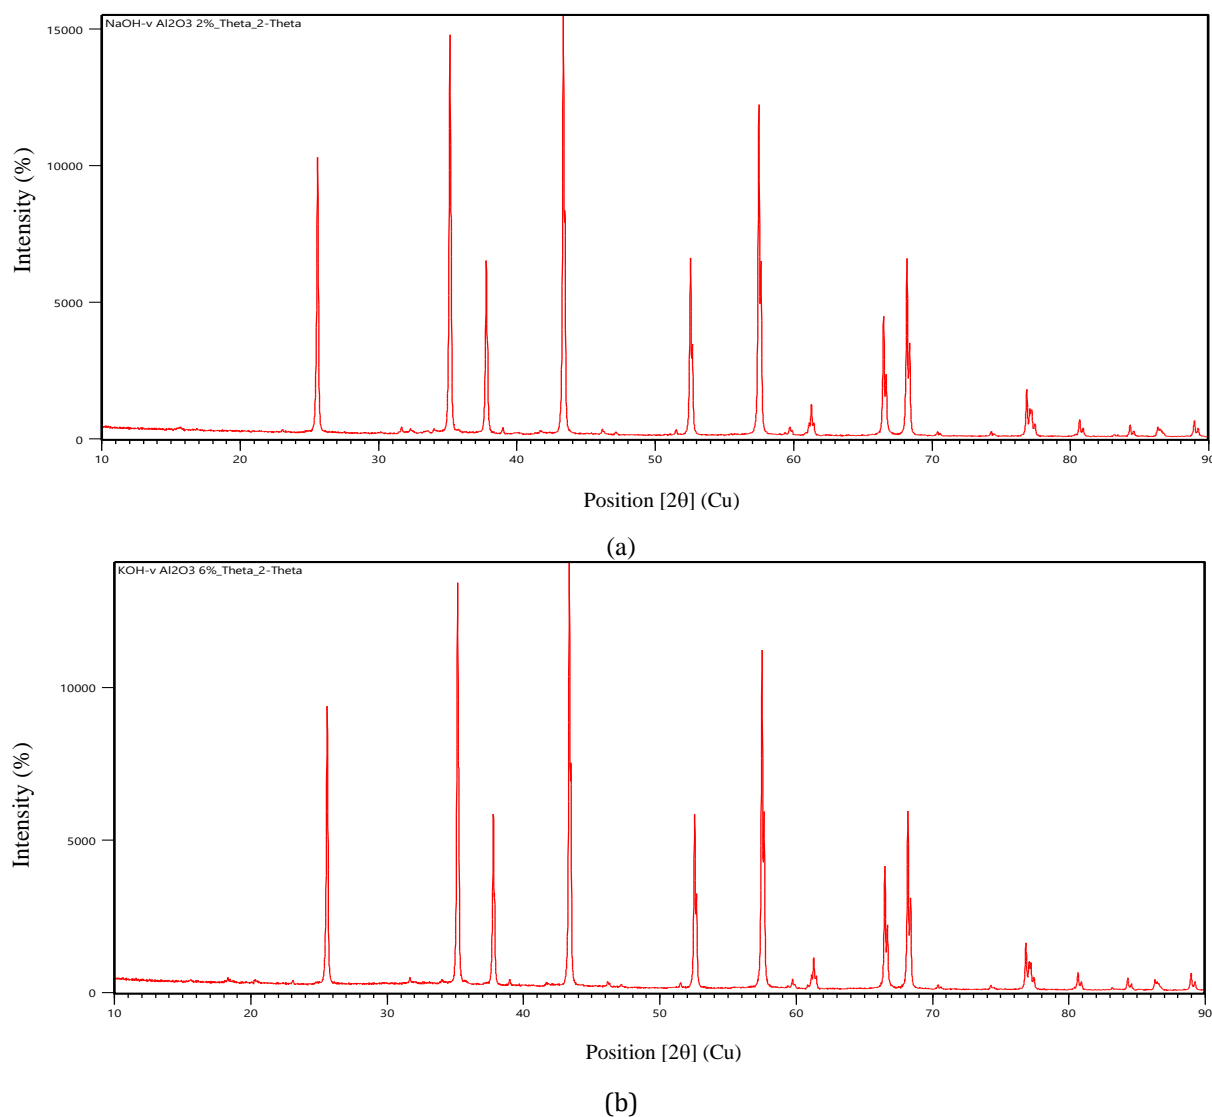 NaOH-v Al2O3 2%_Theta_2-Theta
15000
10000
5000
0
Intensity (%)
10 20 30 40 50 60 70 80 90
Position [2θ] (Cu)
(a)
KOH-v Al2O3 6%_Theta_2-Theta
10000
5000
0
Intensity (%)
10 20 30 40 50 60 70 80 90
Position [2θ] (Cu)
(b)